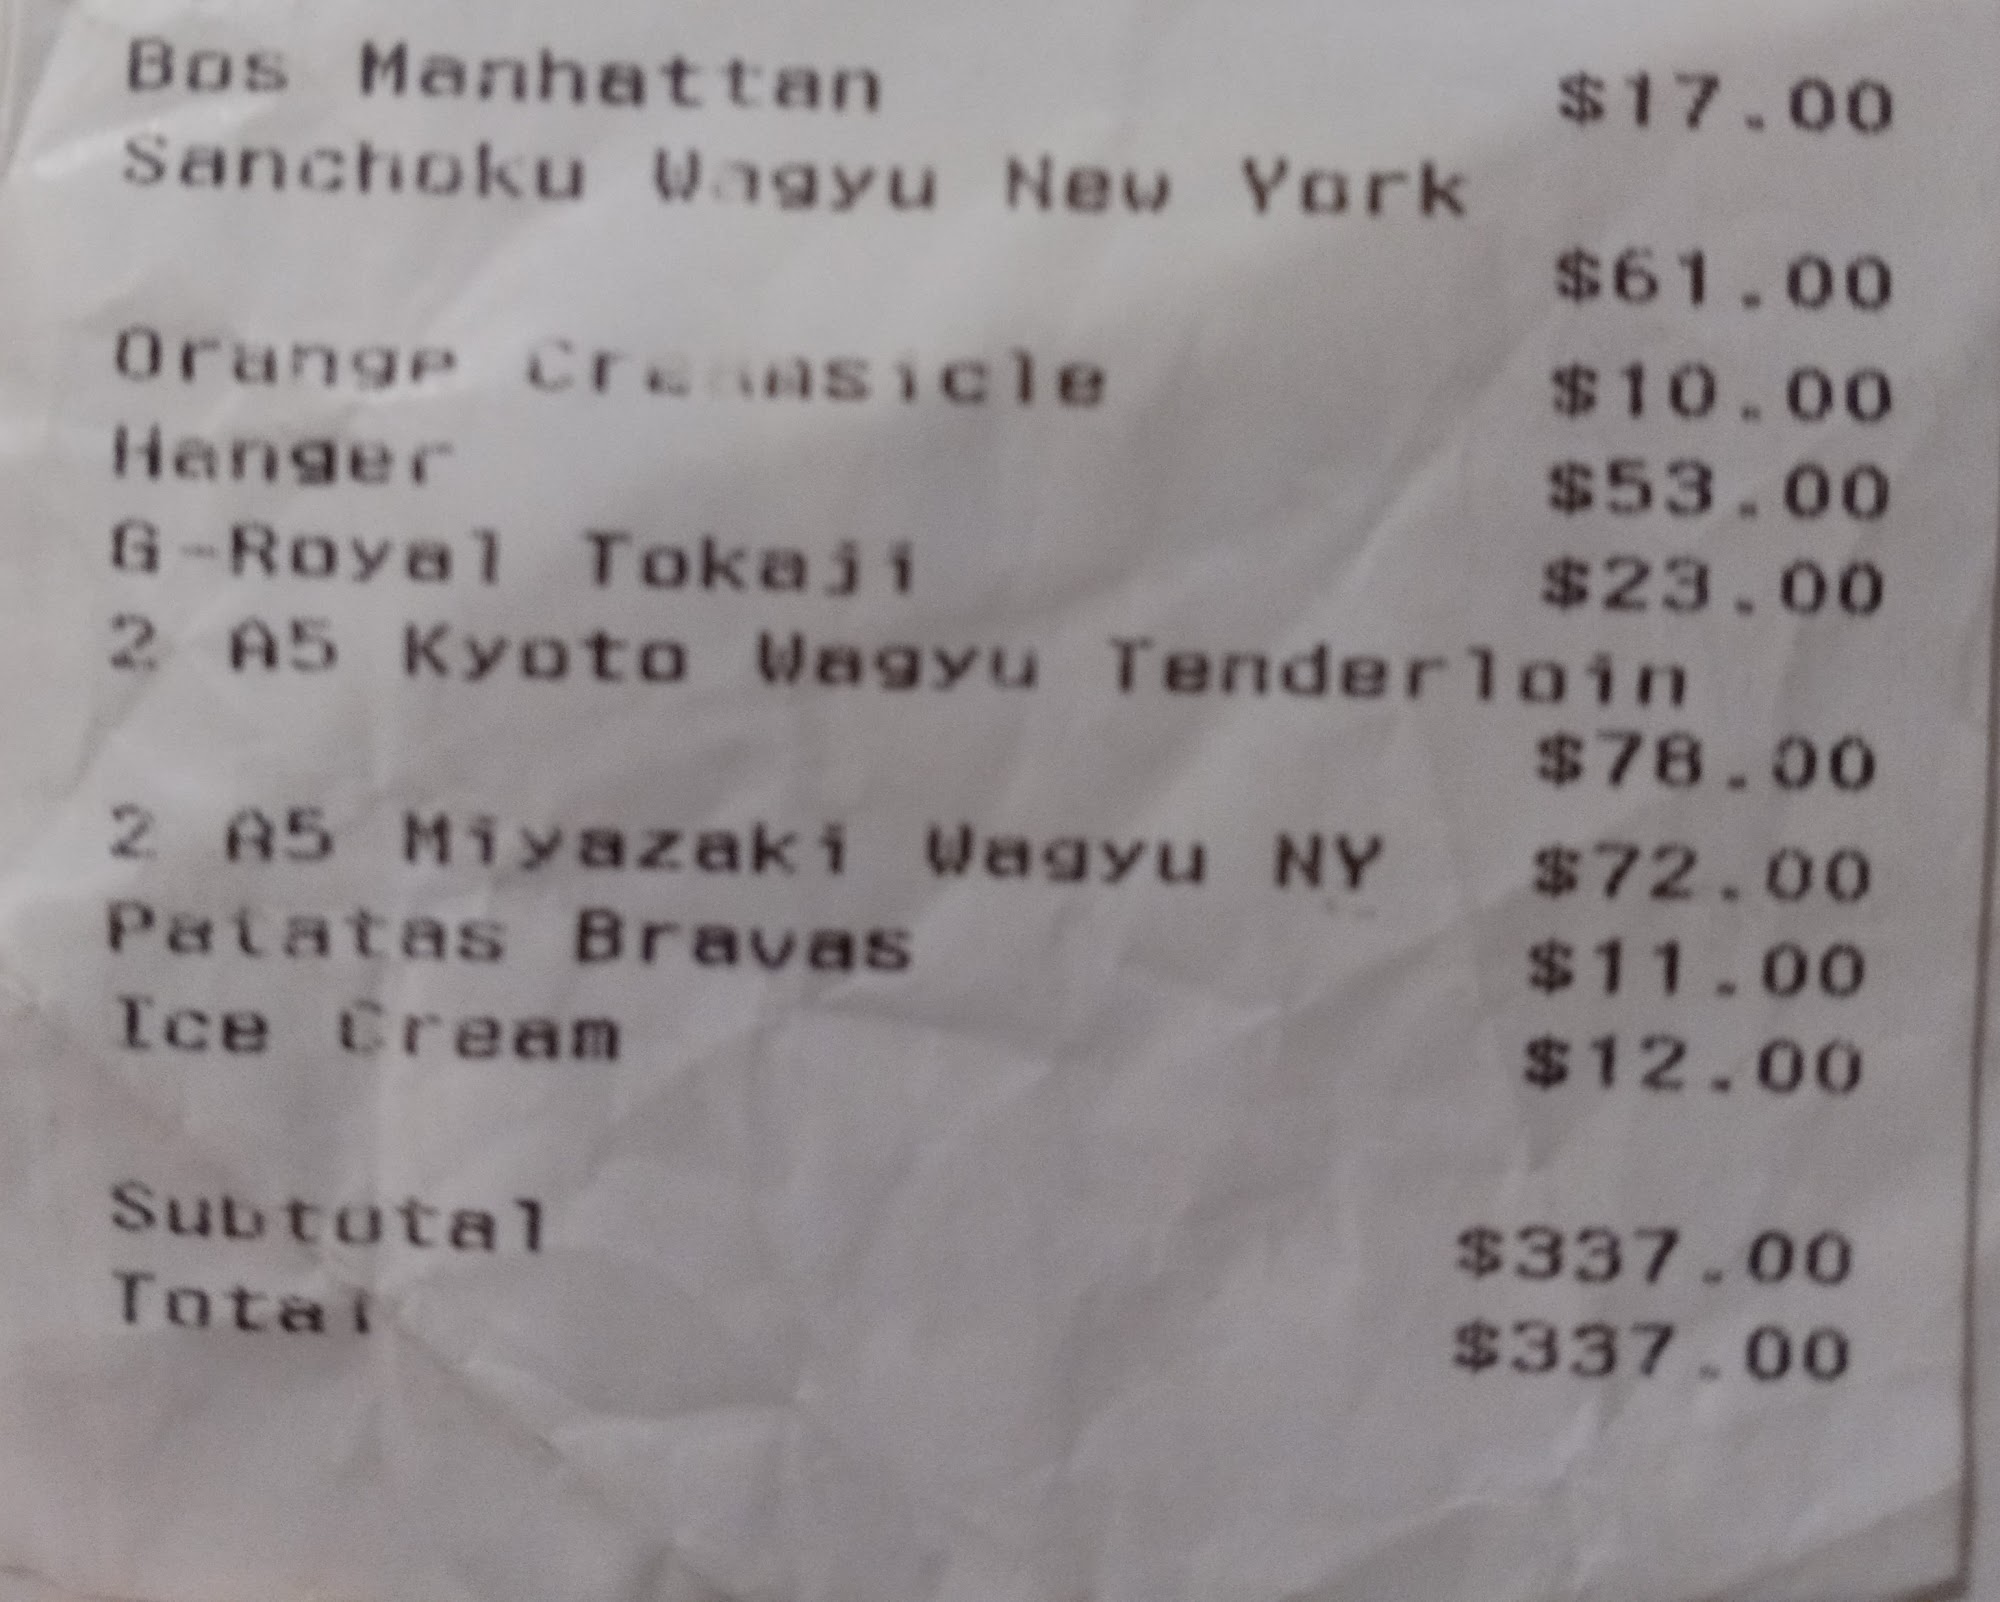 Bos Manhattan $17.00
Sanchoku Wagyu New York
$61.00
Orange Creamsicle $10.00
Hanger $53.00
G-Royal Tokaji $23.00
2 A5 Kyoto Wagyu Tenderloin
$78.00
2 A5 Miyazaki Wagyu NY $72.00
Patatas Bravas $11.00
Ice Cream $12.00
Subtotal $337.00
Total $337.00